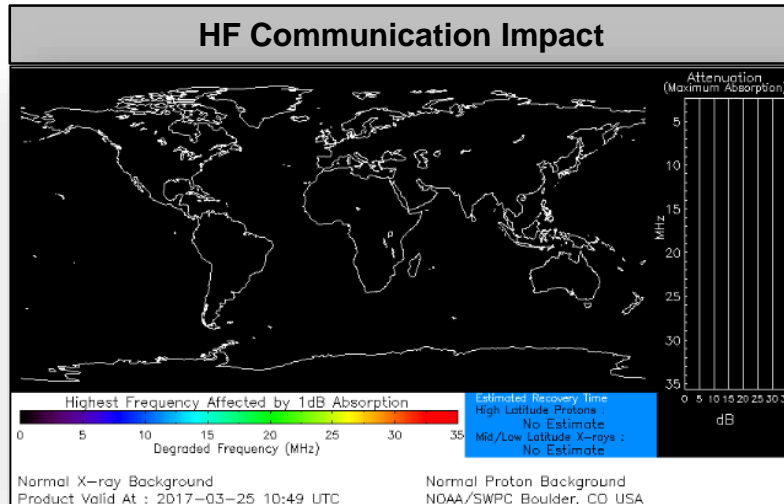 HF Communication Impact
Attenuation
(Maximum Absorption)
5
10
15
20
25
30
35
MHz
0 5 10 15 20 25 30 3
dB
Highest Frequency Affected by 1dB Absorption
0 5 10 15 20 25 30 35
Degraded Frequency (MHz)
Estimated Recovery Time
High Latitude Protons :
No Estimate
Mid/Low Latitude X-rays :
No Estimate
Normal X-ray Background
Product Valid At : 2017-03-25 10:49 UTC
Normal Proton Background
NOAA/SWPC Boulder, CO USA